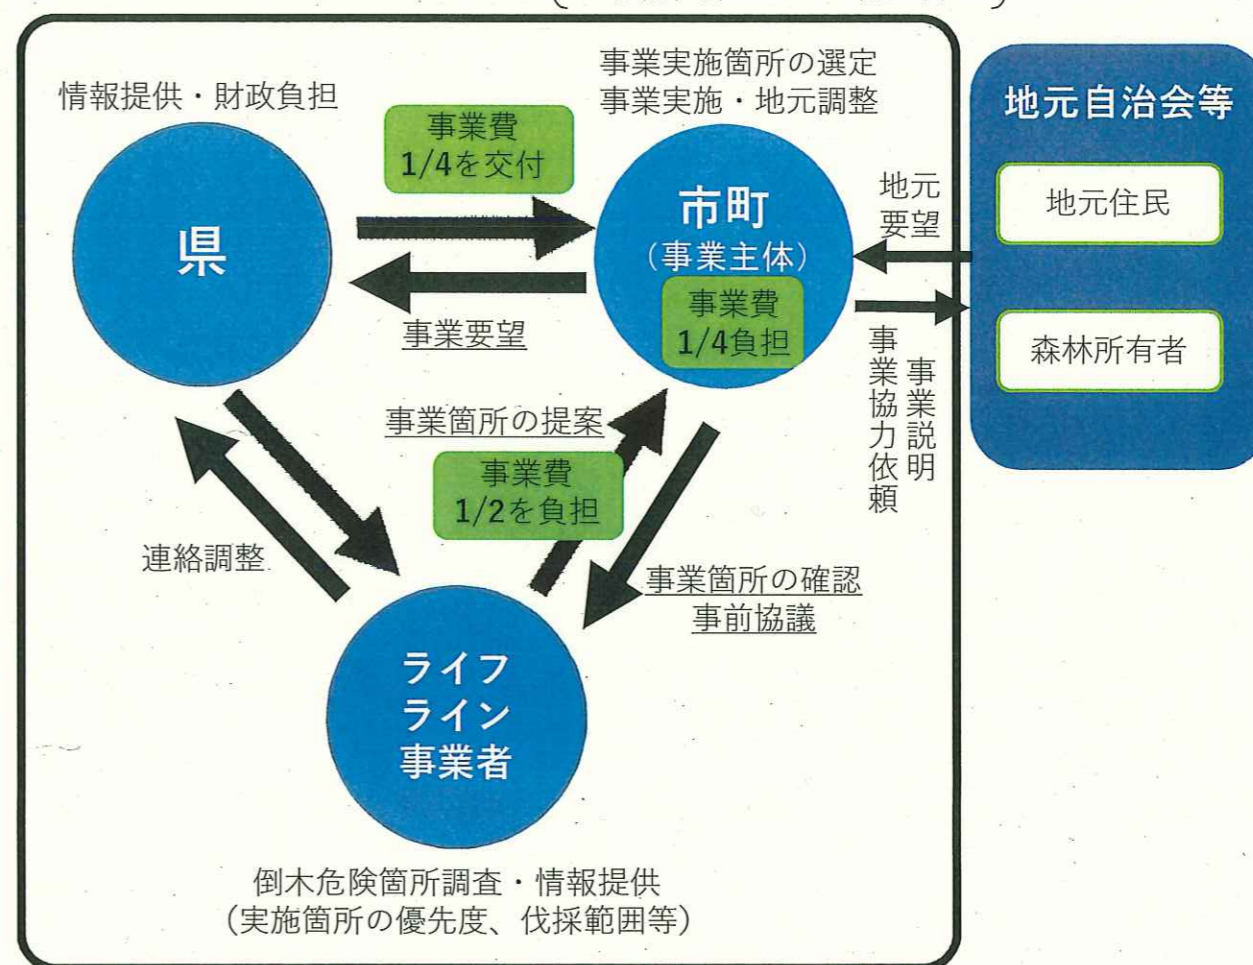 情報提供・財政負担
事業費
1/4を交付
事業実施箇所の選定
事業実施・地元調整
県
市町
(事業主体)
事業費
1/4負担
事業要望
地元
要望
事業説明
事業協力依頼
地元自治会等
地元住民
森林所有者
事業箇所の提案
事業費
1/2を負担
連絡調整
事業箇所の確認
事前協議
ライフ
ライン
事業者
倒木危険箇所調査・情報提供
(実施箇所の優先度、伐採範囲等)